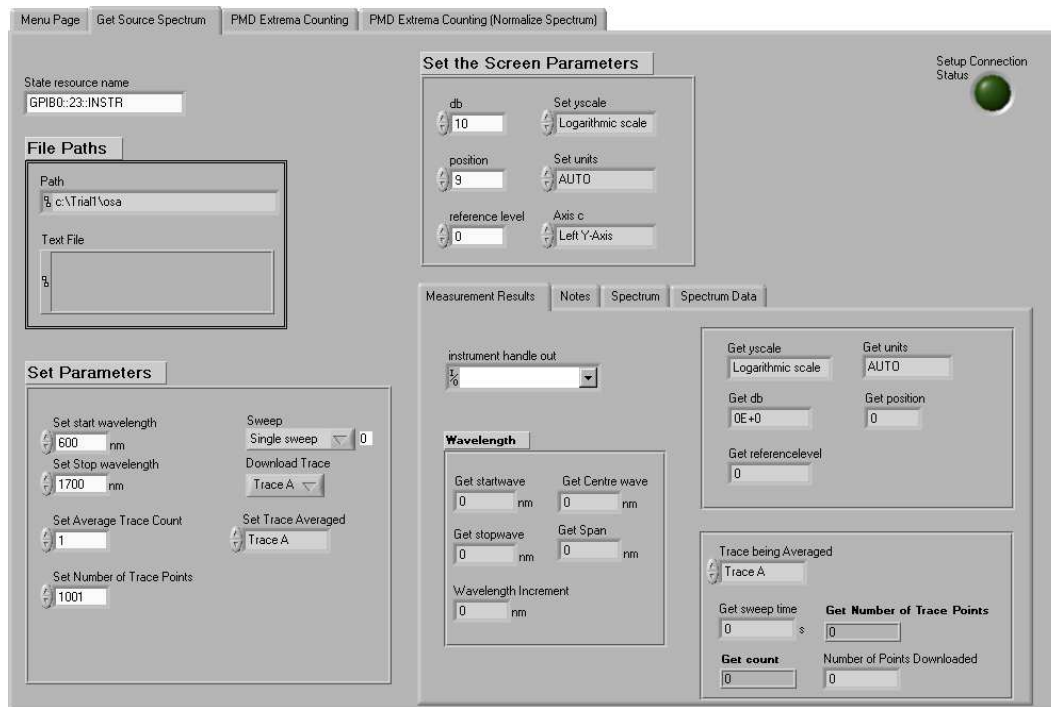 Menu Page
Get Source Spectrum
PMD Extrema Counting
PMD Extrema Counting (Normalize Spectrum)
State resource name
GPIB0::23::INSTR
File Paths
Path
c:\Trial1\osa
Text File
Set Parameters
Set start wavelength
600 nm
Set Stop wavelength
1700 nm
Set Average Trace Count
1
Set Number of Trace Points
1001
Sweep
Single sweep 0
Download Trace
Trace A
Set Trace Averaged
Trace A
Set the Screen Parameters
db
10
position
9
reference level
0
Set yscale
Logarithmic scale
Set units
AUTO
Axis c
Left Y-Axis
Setup Connection
Status
Measurement Results
Notes
Spectrum
Spectrum Data
instrument handle out
I/O
Wavelength
Get startwave
0 nm
Get Centre wave
0 nm
Get stopwave
0 nm
Get Span
0 nm
Wavelength Increment
0 nm
Get yscale
Logarithmic scale
Get units
AUTO
Get db
0E+0
Get position
0
Get referencelevel
0
Trace being Averaged
Trace A
Get sweep time
0 s
Get Number of Trace Points
0
Get count
0
Number of Points Downloaded
0